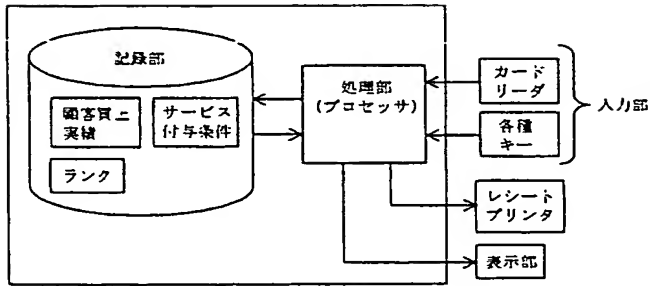 記録部
顧客買上
実績
サービス
付与条件
ランク
処理部
(プロセッサ)
カード
リーダ
各種
キー
入力部
レシート
プリンタ
表示部